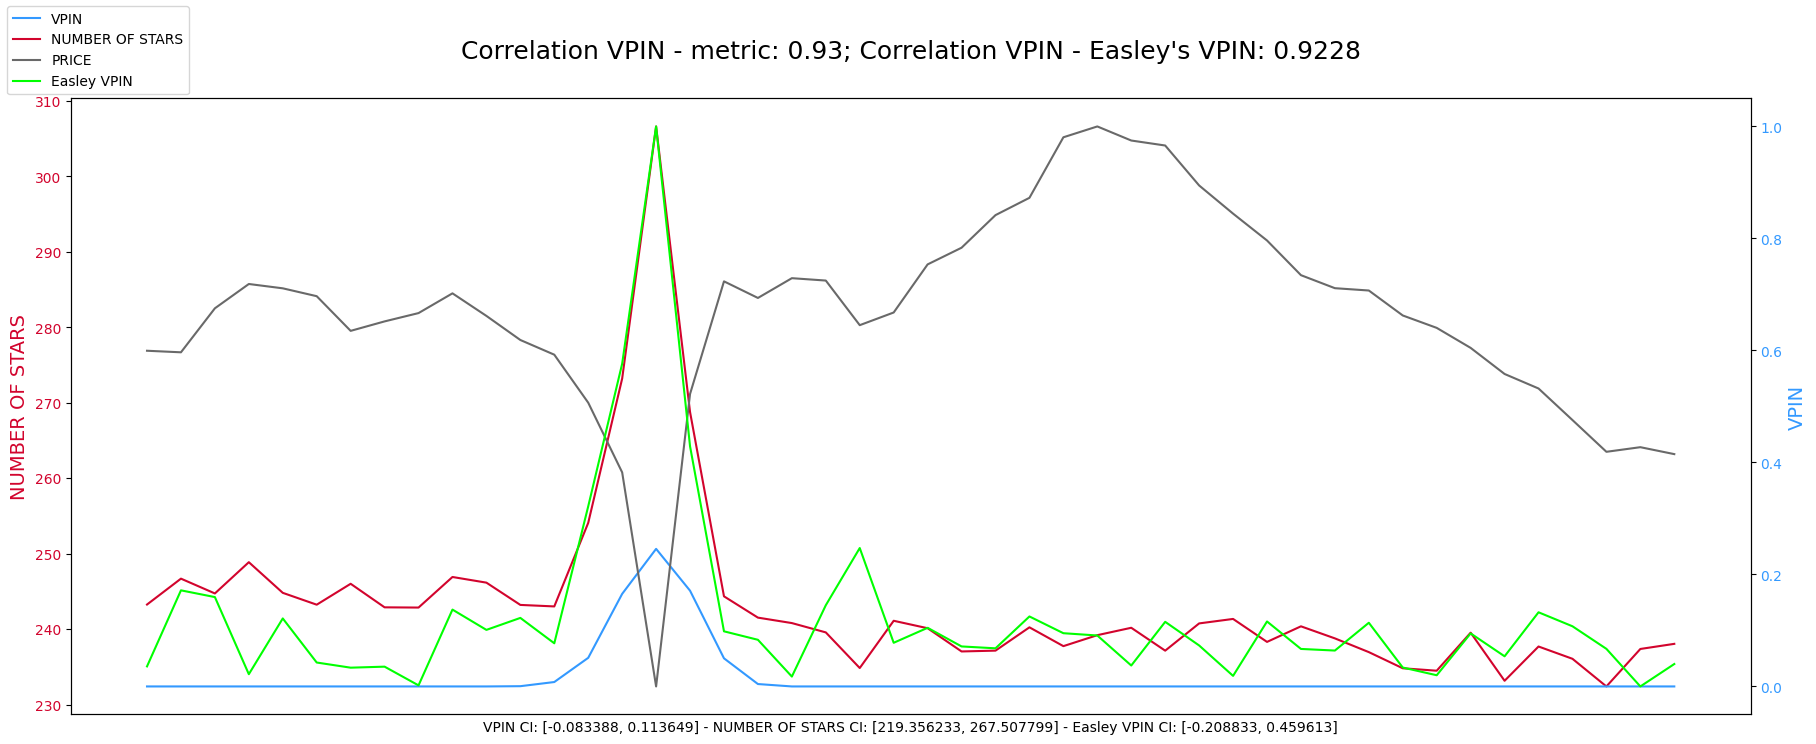 VPIN
NUMBER OF STARS
PRICE
Easley VPIN
Correlation VPIN - metric: 0.93; Correlation VPIN - Easley's VPIN: 0.9228
310
300
290
280
270
260
250
240
230
NUMBER OF STARS
1.0
0.8
0.6
0.4
0.2
0.0
VPIN
VPIN CI: [-0.083388, 0.113649] - NUMBER OF STARS CI: [219.356233, 267.507799] - Easley VPIN CI: [-0.208833, 0.459613]